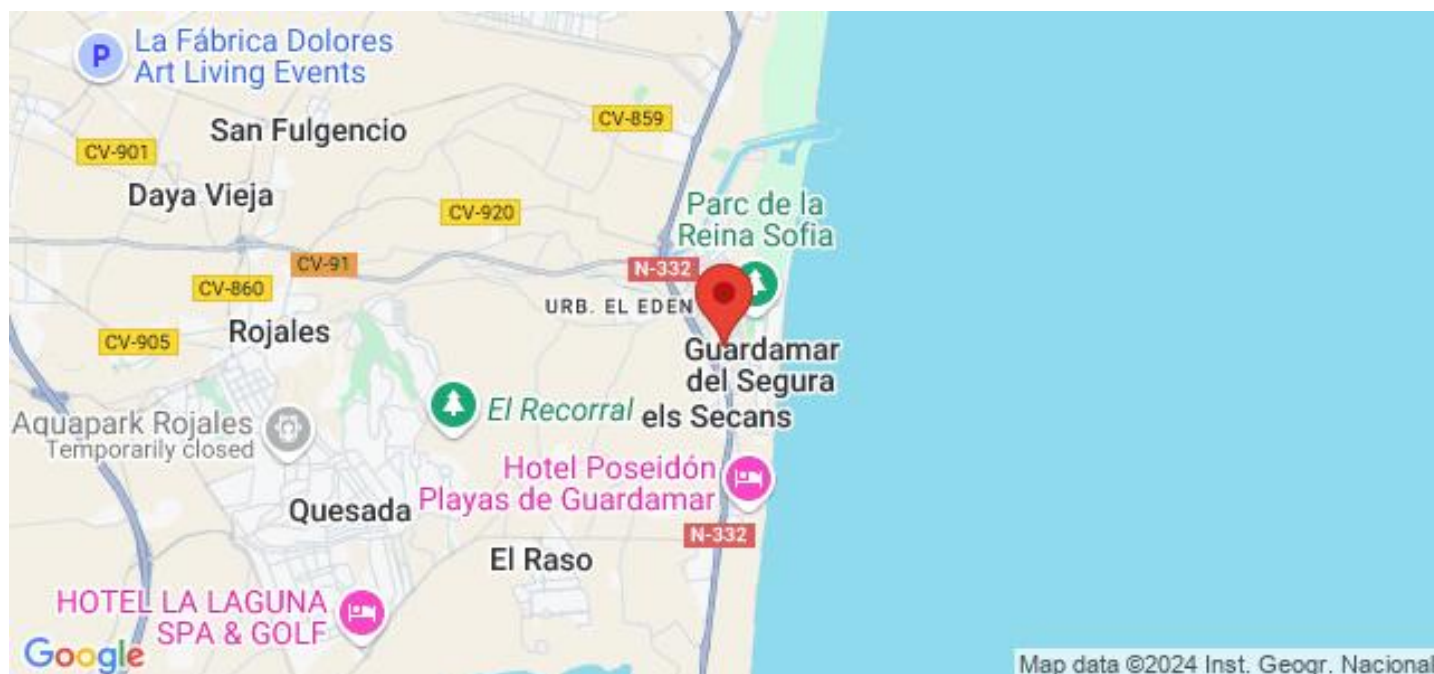 La Fábrica Dolores
Art Living Events
San Fulgencio
CV-859
CV-901
Daya Vieja
CV-920
Parc de la
Reina Sofia
CV-91
N-332
CV-860
URB. EL EDEN
Rojales
CV-905
Guardamar
del Segura
El Recorral
els Secans
Aquapark Rojales
Temporarily closed
Hotel Poseidón
Playas de Guardamar
Quesada
N-332
El Raso
HOTEL LA LAGUNA
SPA & GOLF
Google
Map data ©2024 Inst. Geogr. Nacional